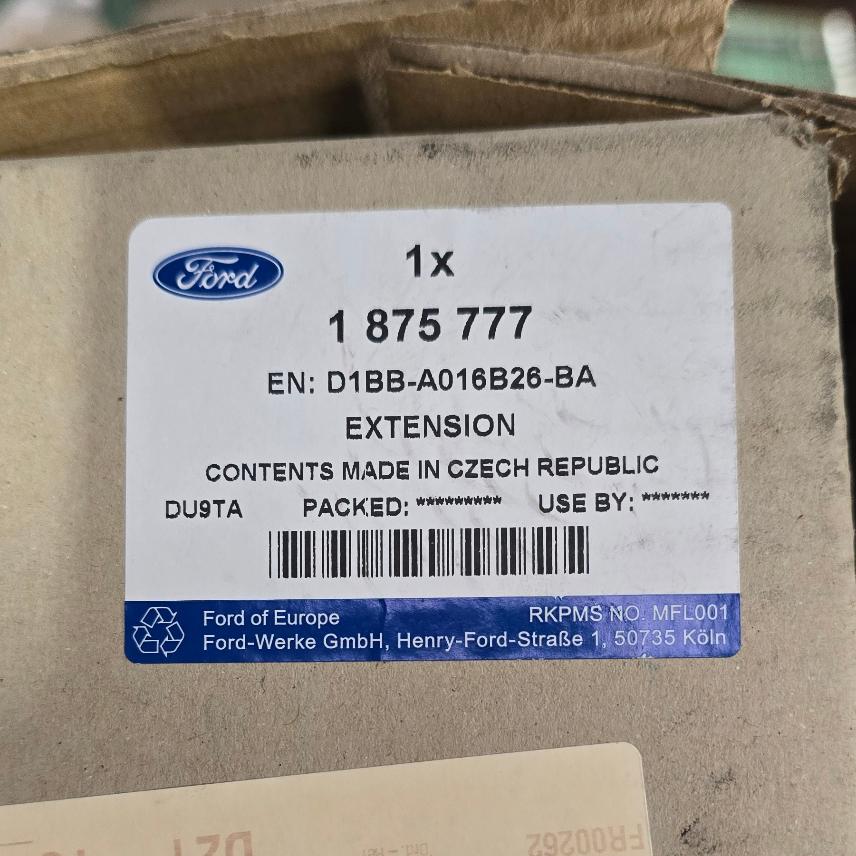 Ford
1x
1 875 777
EN: D1BB-A016B26-BA
EXTENSION
CONTENTS MADE IN CZECH REPUBLIC
DU9TA PACKED: ********* USE BY: *******
Ford of Europe RKPMS NO. MFL001
Ford-Werke GmbH, Henry-Ford-Straße 1, 50735 Köln
FR00262